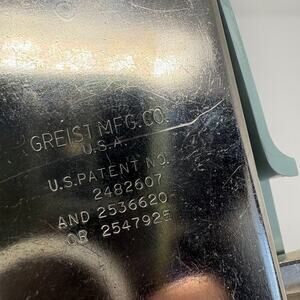 GREIST MFG. CO.
U.S.A.
U.S. PATENT NO.
2482607
AND 2536620
OR 2547925